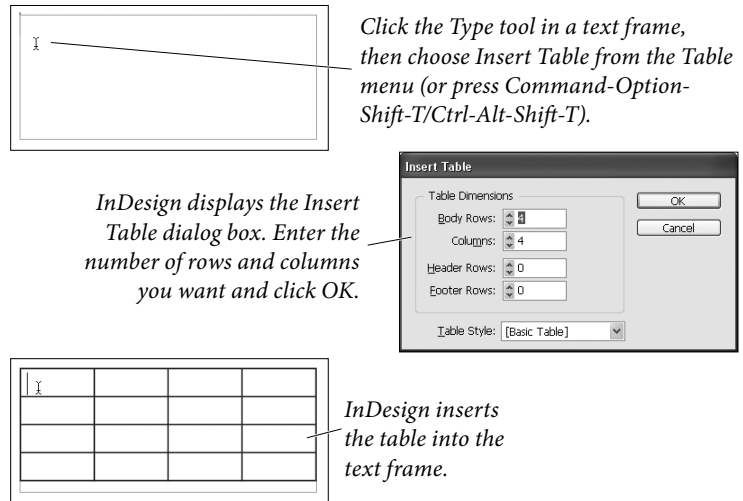 Click the Type tool in a text frame,
then choose Insert Table from the Table
menu (or press Command-Option-
Shift-T/Ctrl-Alt-Shift-T).
InDesign displays the Insert
Table dialog box. Enter the
number of rows and columns
you want and click OK.
Insert Table
Table Dimensions
Body Rows: 4
Columns: 4
Header Rows: 0
Footer Rows: 0
Table Style: [Basic Table]
OK
Cancel
InDesign inserts
the table into the
text frame.